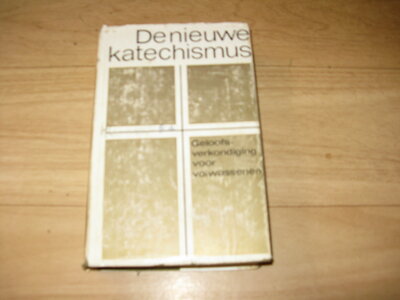 De nieuwe
katechismus
Geloofs-
verkondiging
voor
volwassenen